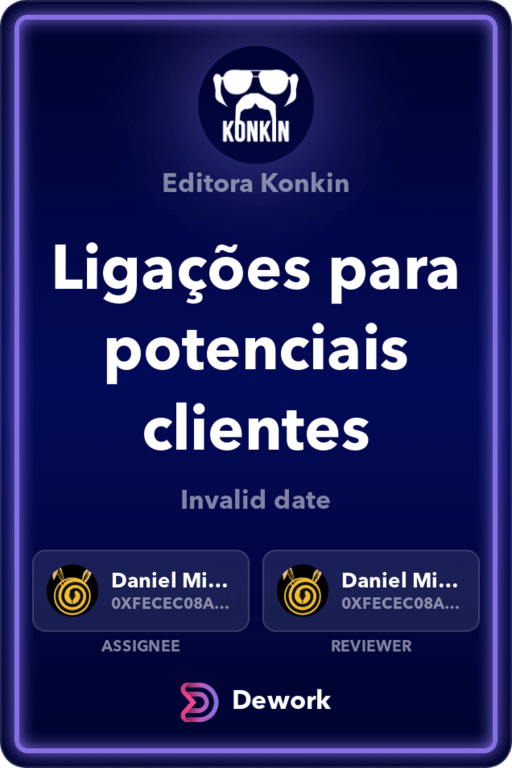 KONKIN
Editora Konkin
Ligações para
potenciais
clientes
Invalid date
Daniel Mi...
0XFECEC08A...
ASSIGNEE
Daniel Mi...
0XFECEC08A...
REVIEWER
Dework